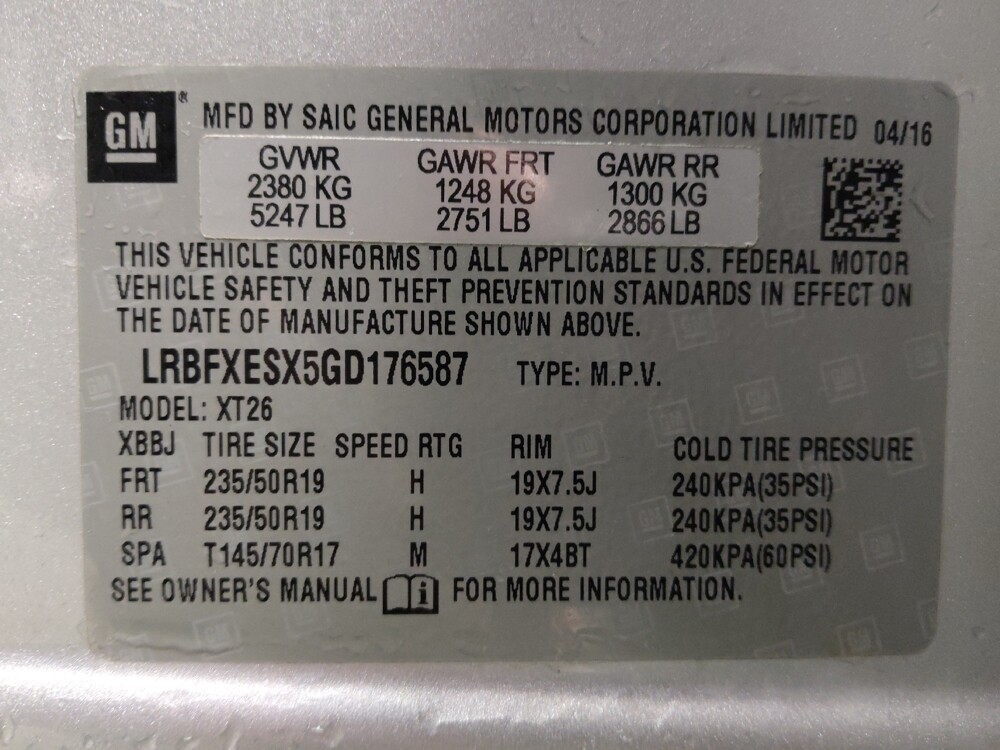 GM® MFD BY SAIC GENERAL MOTORS CORPORATION LIMITED 04/16
GVWR GAWR FRT GAWR RR
2380 KG 1248 KG 1300 KG
5247 LB 2751 LB 2866 LB
THIS VEHICLE CONFORMS TO ALL APPLICABLE U.S. FEDERAL MOTOR
VEHICLE SAFETY AND THEFT PREVENTION STANDARDS IN EFFECT ON
THE DATE OF MANUFACTURE SHOWN ABOVE.
LRBFXESX5GD176587 TYPE: M.P.V.
MODEL: XT26
XBBJ TIRE SIZE SPEED RTG RIM COLD TIRE PRESSURE
FRT 235/50R19 H 19X7.5J 240KPA(35PSI)
RR 235/50R19 H 19X7.5J 240KPA(35PSI)
SPA T145/70R17 M 17X4BT 420KPA(60PSI)
SEE OWNER'S MANUAL i FOR MORE INFORMATION.